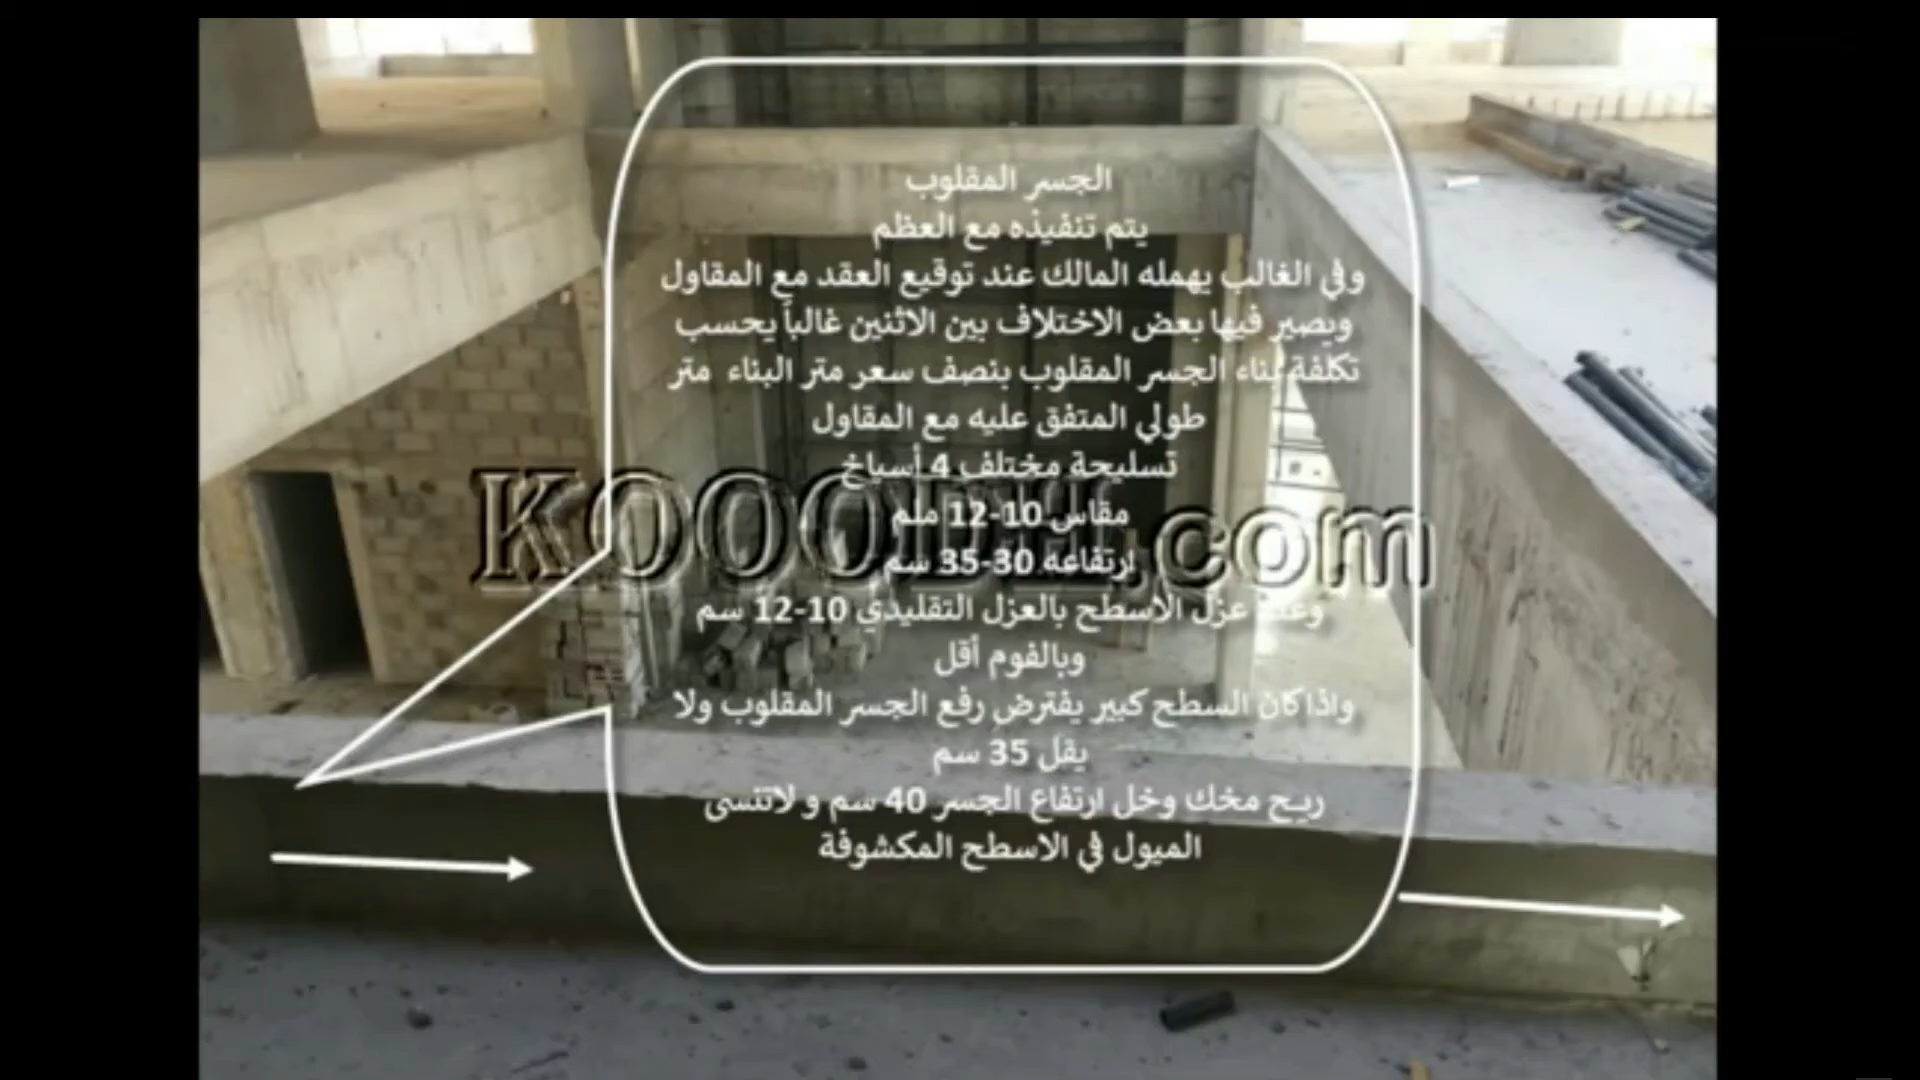 الجسر المقلوب
يتم تنفيذه مع العظم
وفي الغالب يهمله المالك عند توقيع العقد مع المقاول
ويصير فيها بعض الاختلاف بين الاثنين غالباً يحسب
تكلفة بناء الجسر المقلوب بنصف سعر متر البناء متر
طولي المتفق عليه مع المقاول
تسليحة مختلف 4 أسياخ
مقاس 10-12 ملم
ارتفاعه 30-35 سم
وعند عزل الاسطح بالعزل التقليدي 10-12 سم
وبالفوم أقل
واذا كان السطح كبير يفترض رفع الجسر المقلوب ولا
يقل 35 سم
ريح مخك وخل ارتفاع الجسر 40 سم و لاتنسى
الميول في الاسطح المكشوفة
.com